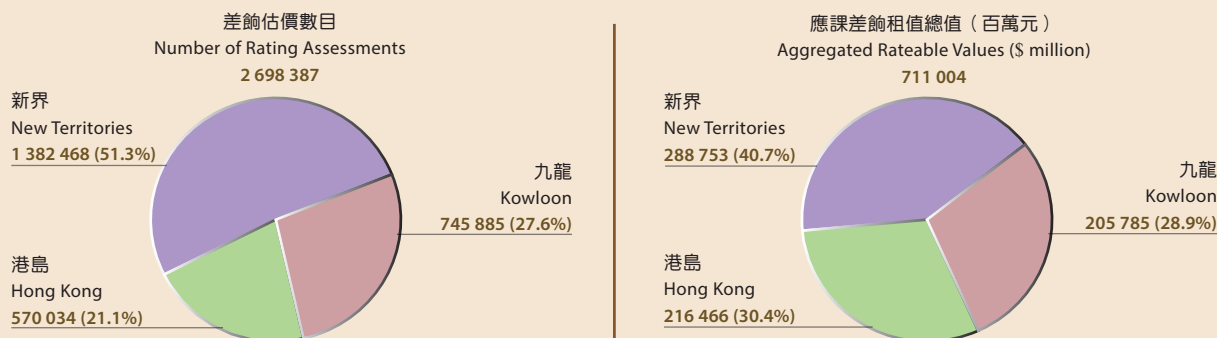 差餉估價數目
Number of Rating Assessments
2 698 387
新界
New Territories
1 382 468 (51.3%)
九龍
Kowloon
745 885 (27.6%)
港島
Hong Kong
570 034 (21.1%)
應課差餉租值總值（百萬元）
Aggregated Rateable Values ($ million)
711 004
新界
New Territories
288 753 (40.7%)
九龍
Kowloon
205 785 (28.9%)
港島
Hong Kong
216 466 (30.4%)